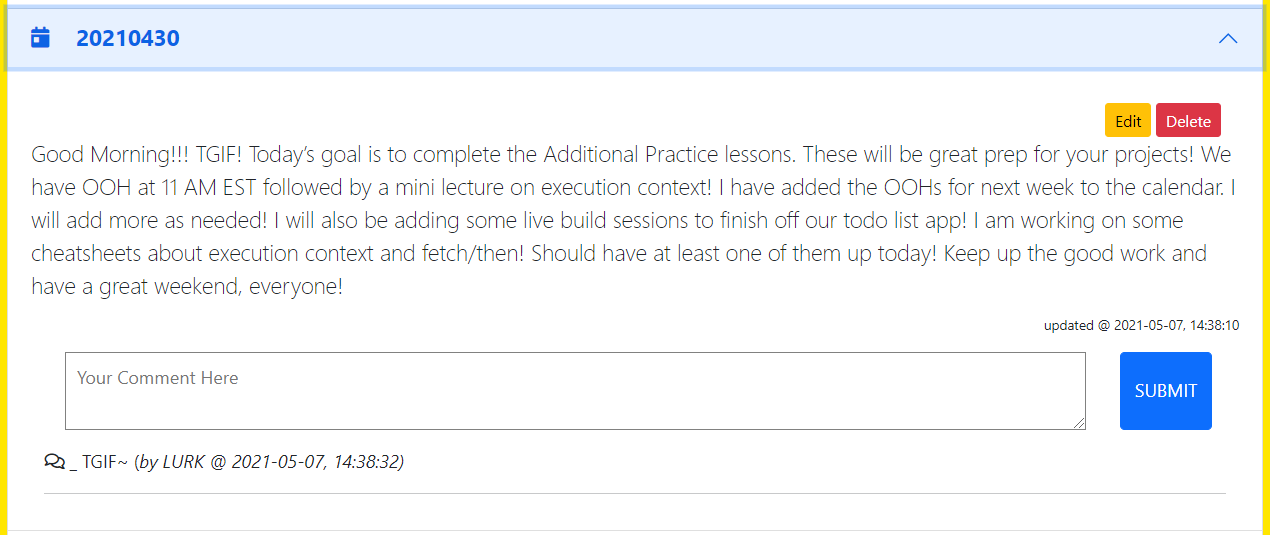 20210430
Edit Delete
Good Morning!!! TGIF! Today’s goal is to complete the Additional Practice lessons. These will be great prep for your projects! We
have OOH at 11 AM EST followed by a mini lecture on execution context! I have added the OOHs for next week to the calendar. I
will add more as needed! I will also be adding some live build sessions to finish off our todo list app! I am working on some
cheatsheets about execution context and fetch/then! Should have at least one of them up today! Keep up the good work and
have a great weekend, everyone!
updated @ 2021-05-07, 14:38:10
Your Comment Here
SUBMIT
_ TGIF~ (by LURK @ 2021-05-07, 14:38:32)